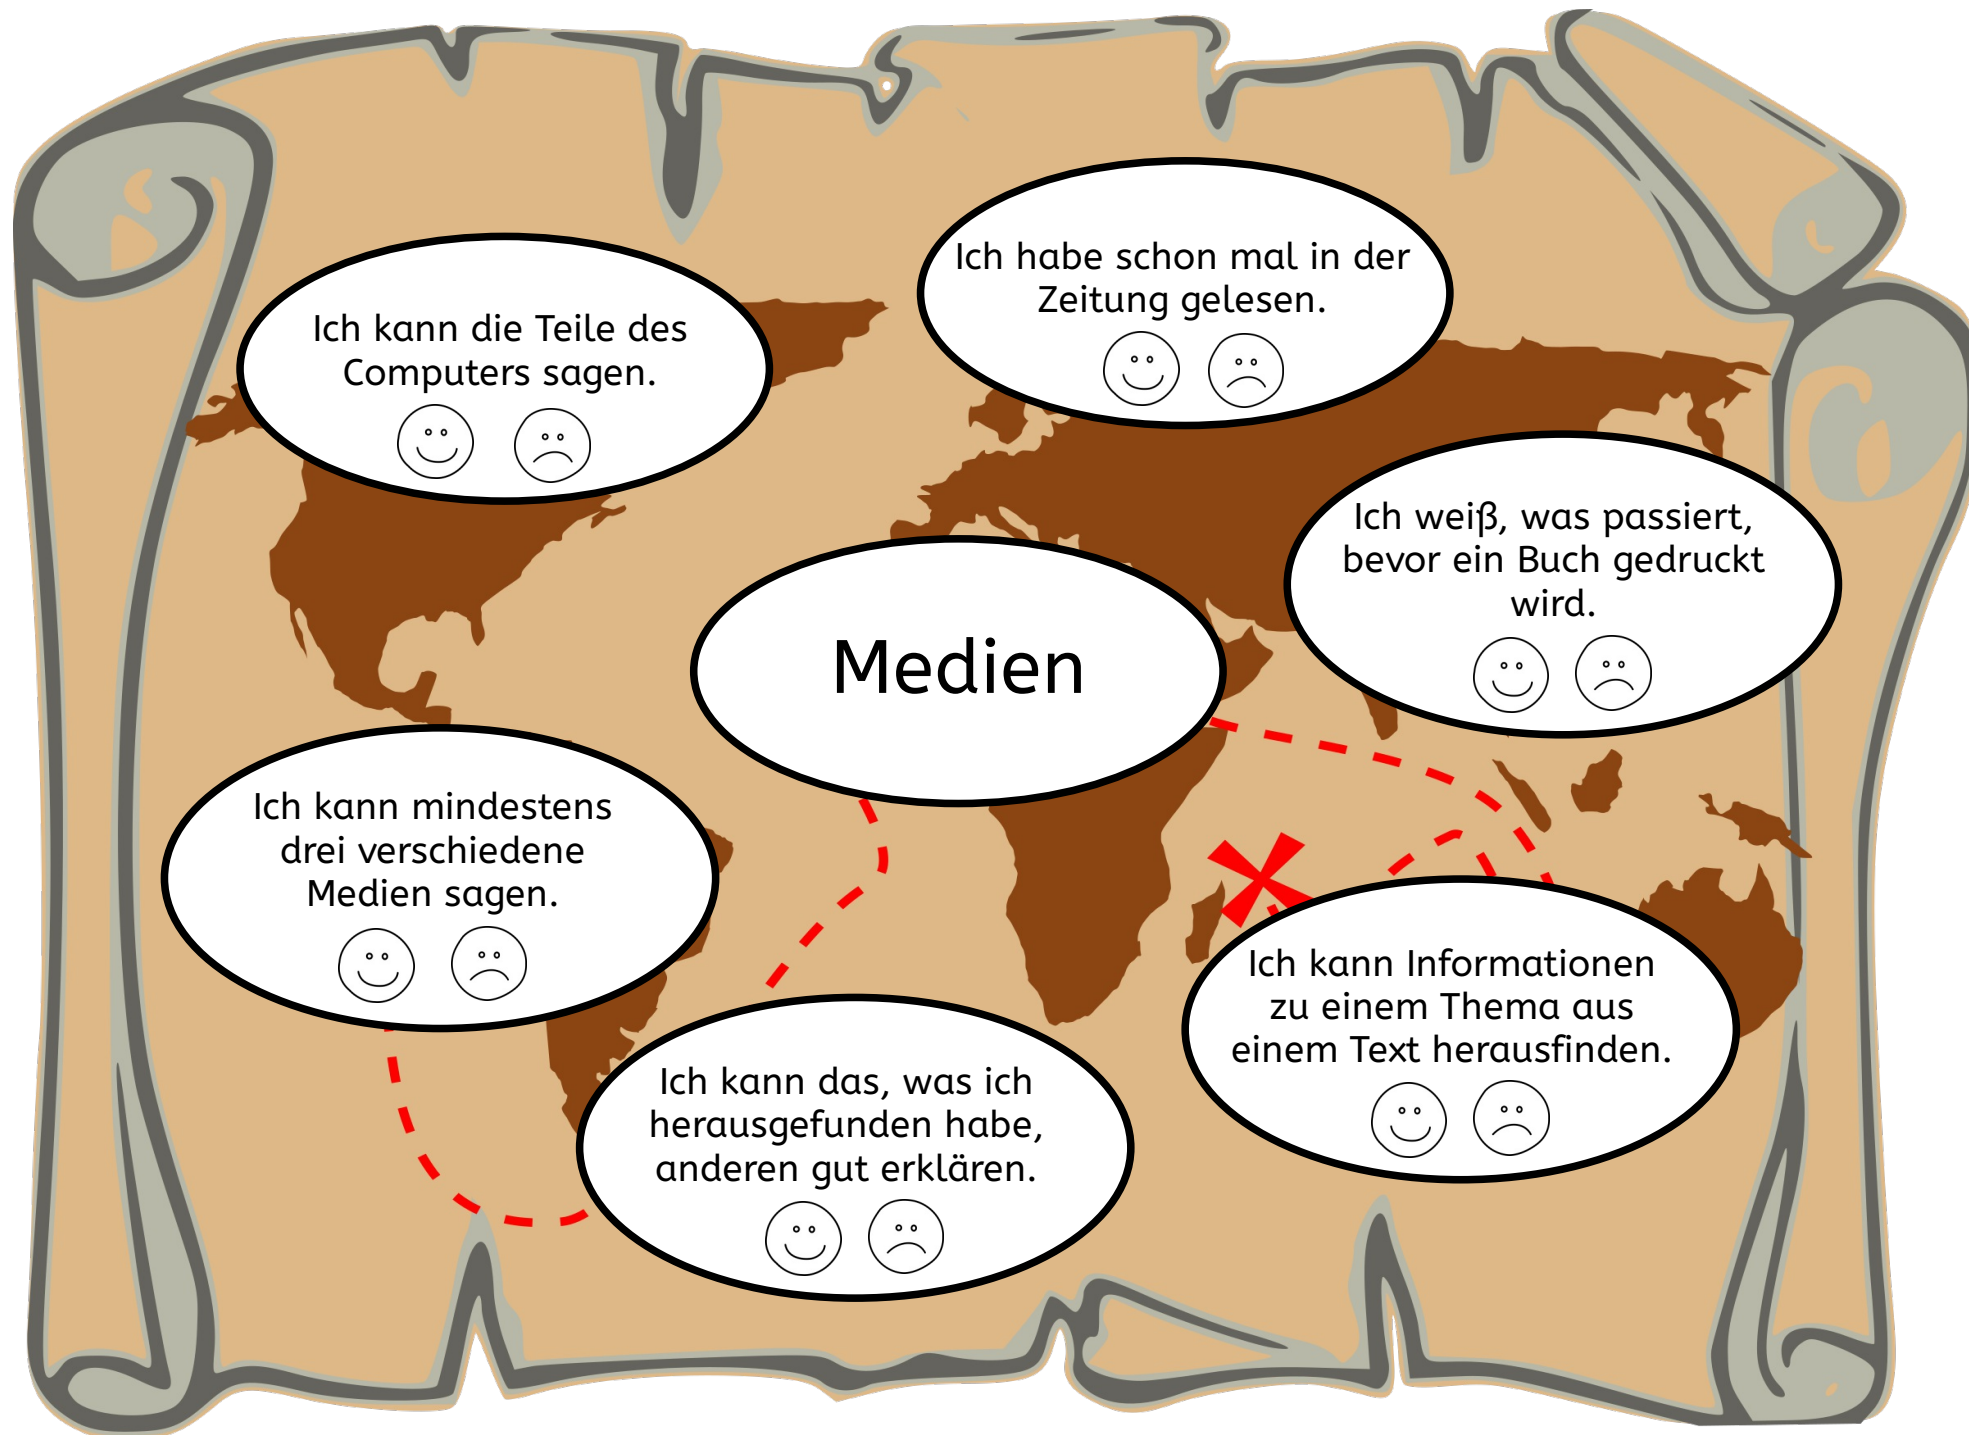 Ich habe schon mal in der
Zeitung gelesen.
Ich kann die Teile des
Computers sagen.
Ich weiß, was passiert,
bevor ein Buch gedruckt
wird.
Medien
Ich kann mindestens
drei verschiedene
Medien sagen.
Ich kann Informationen
zu einem Thema aus
einem Text herausfinden.
Ich kann das, was ich
herausgefunden habe,
anderen gut erklären.